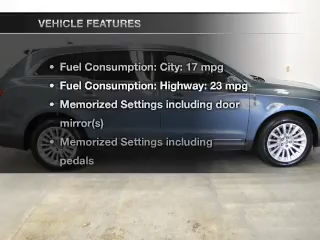 VEHICLE FEATURES
• Fuel Consumption: City: 17 mpg
• Fuel Consumption: Highway: 23 mpg
• Memorized Settings including door
mirror(s)
• Memorized Settings including
pedals